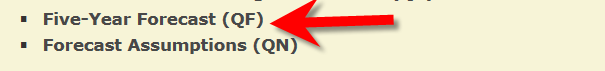 ▪ Five-Year Forecast (QF)
▪ Forecast Assumptions (QN)